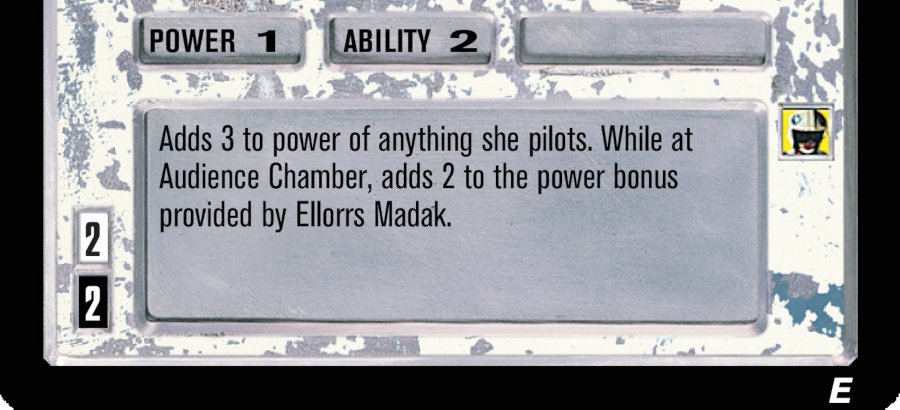 POWER 1 ABILITY 2
Adds 3 to power of anything she pilots. While at
Audience Chamber, adds 2 to the power bonus
provided by Ellorrs Madak.
2
2
E